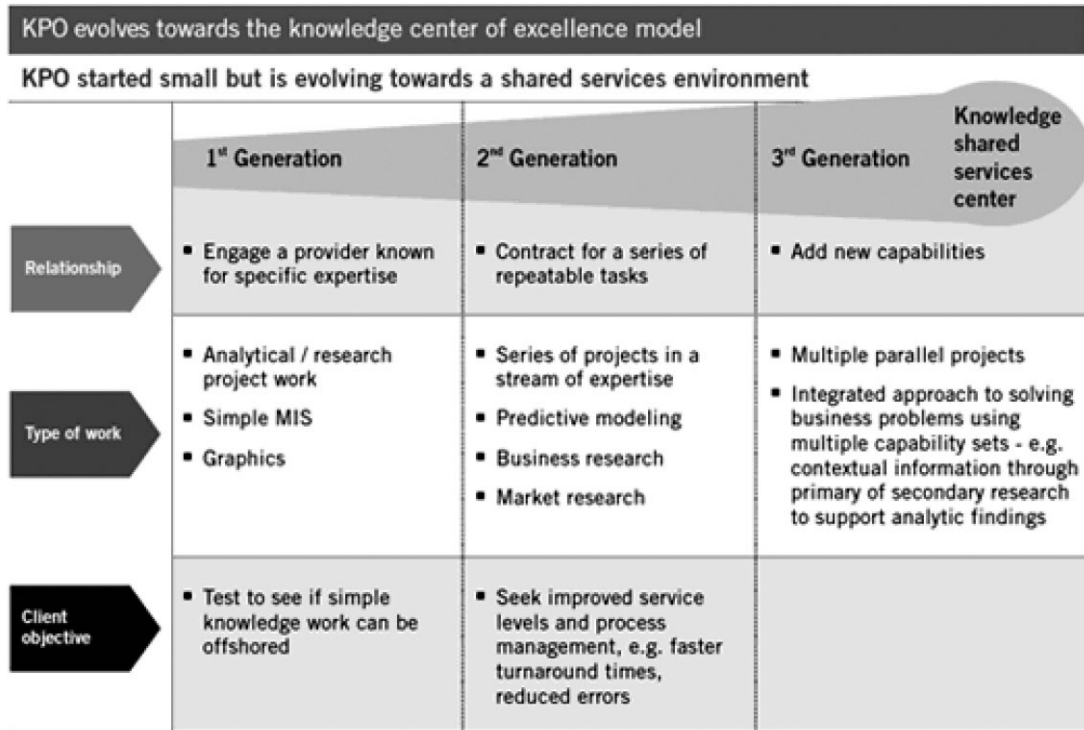 KPO evolves towards the knowledge center of excellence model
KPO started small but is evolving towards a shared services environment
1st Generation
2nd Generation
3rd Generation
Knowledge
shared
services
center
Relationship
▪ Engage a provider known
for specific expertise
▪ Contract for a series of
repeatable tasks
▪ Add new capabilities
Type of work
▪ Analytical / research
project work
▪ Simple MIS
▪ Graphics
▪ Series of projects in a
stream of expertise
▪ Predictive modeling
▪ Business research
▪ Market research
▪ Multiple parallel projects
▪ Integrated approach to solving
business problems using
multiple capability sets - e.g.
contextual information through
primary of secondary research
to support analytic findings
Client
objective
▪ Test to see if simple
knowledge work can be
offshored
▪ Seek improved service
levels and process
management, e.g. faster
turnaround times,
reduced errors